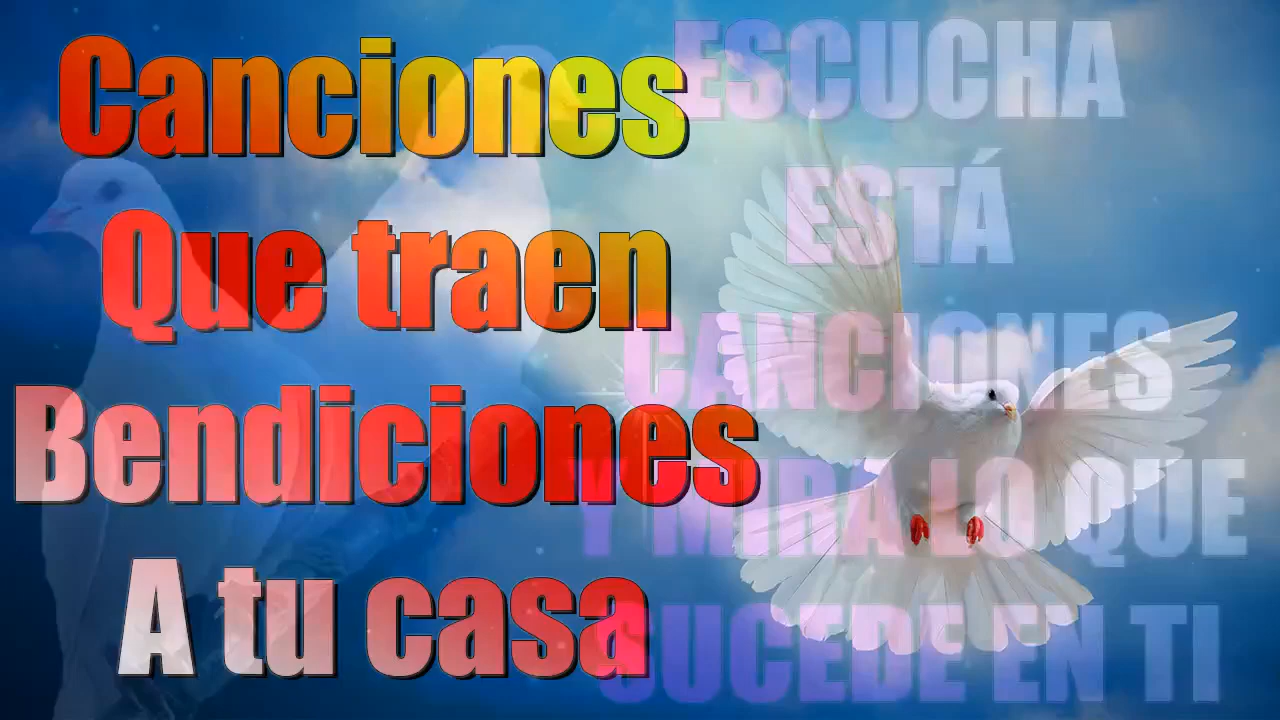 Canciones
Que traen
Bendiciones
A tu casa
ESCUCHA
ESTÁ
CANCIONES
Y MIRA LO QUE
SUCEDE EN TI